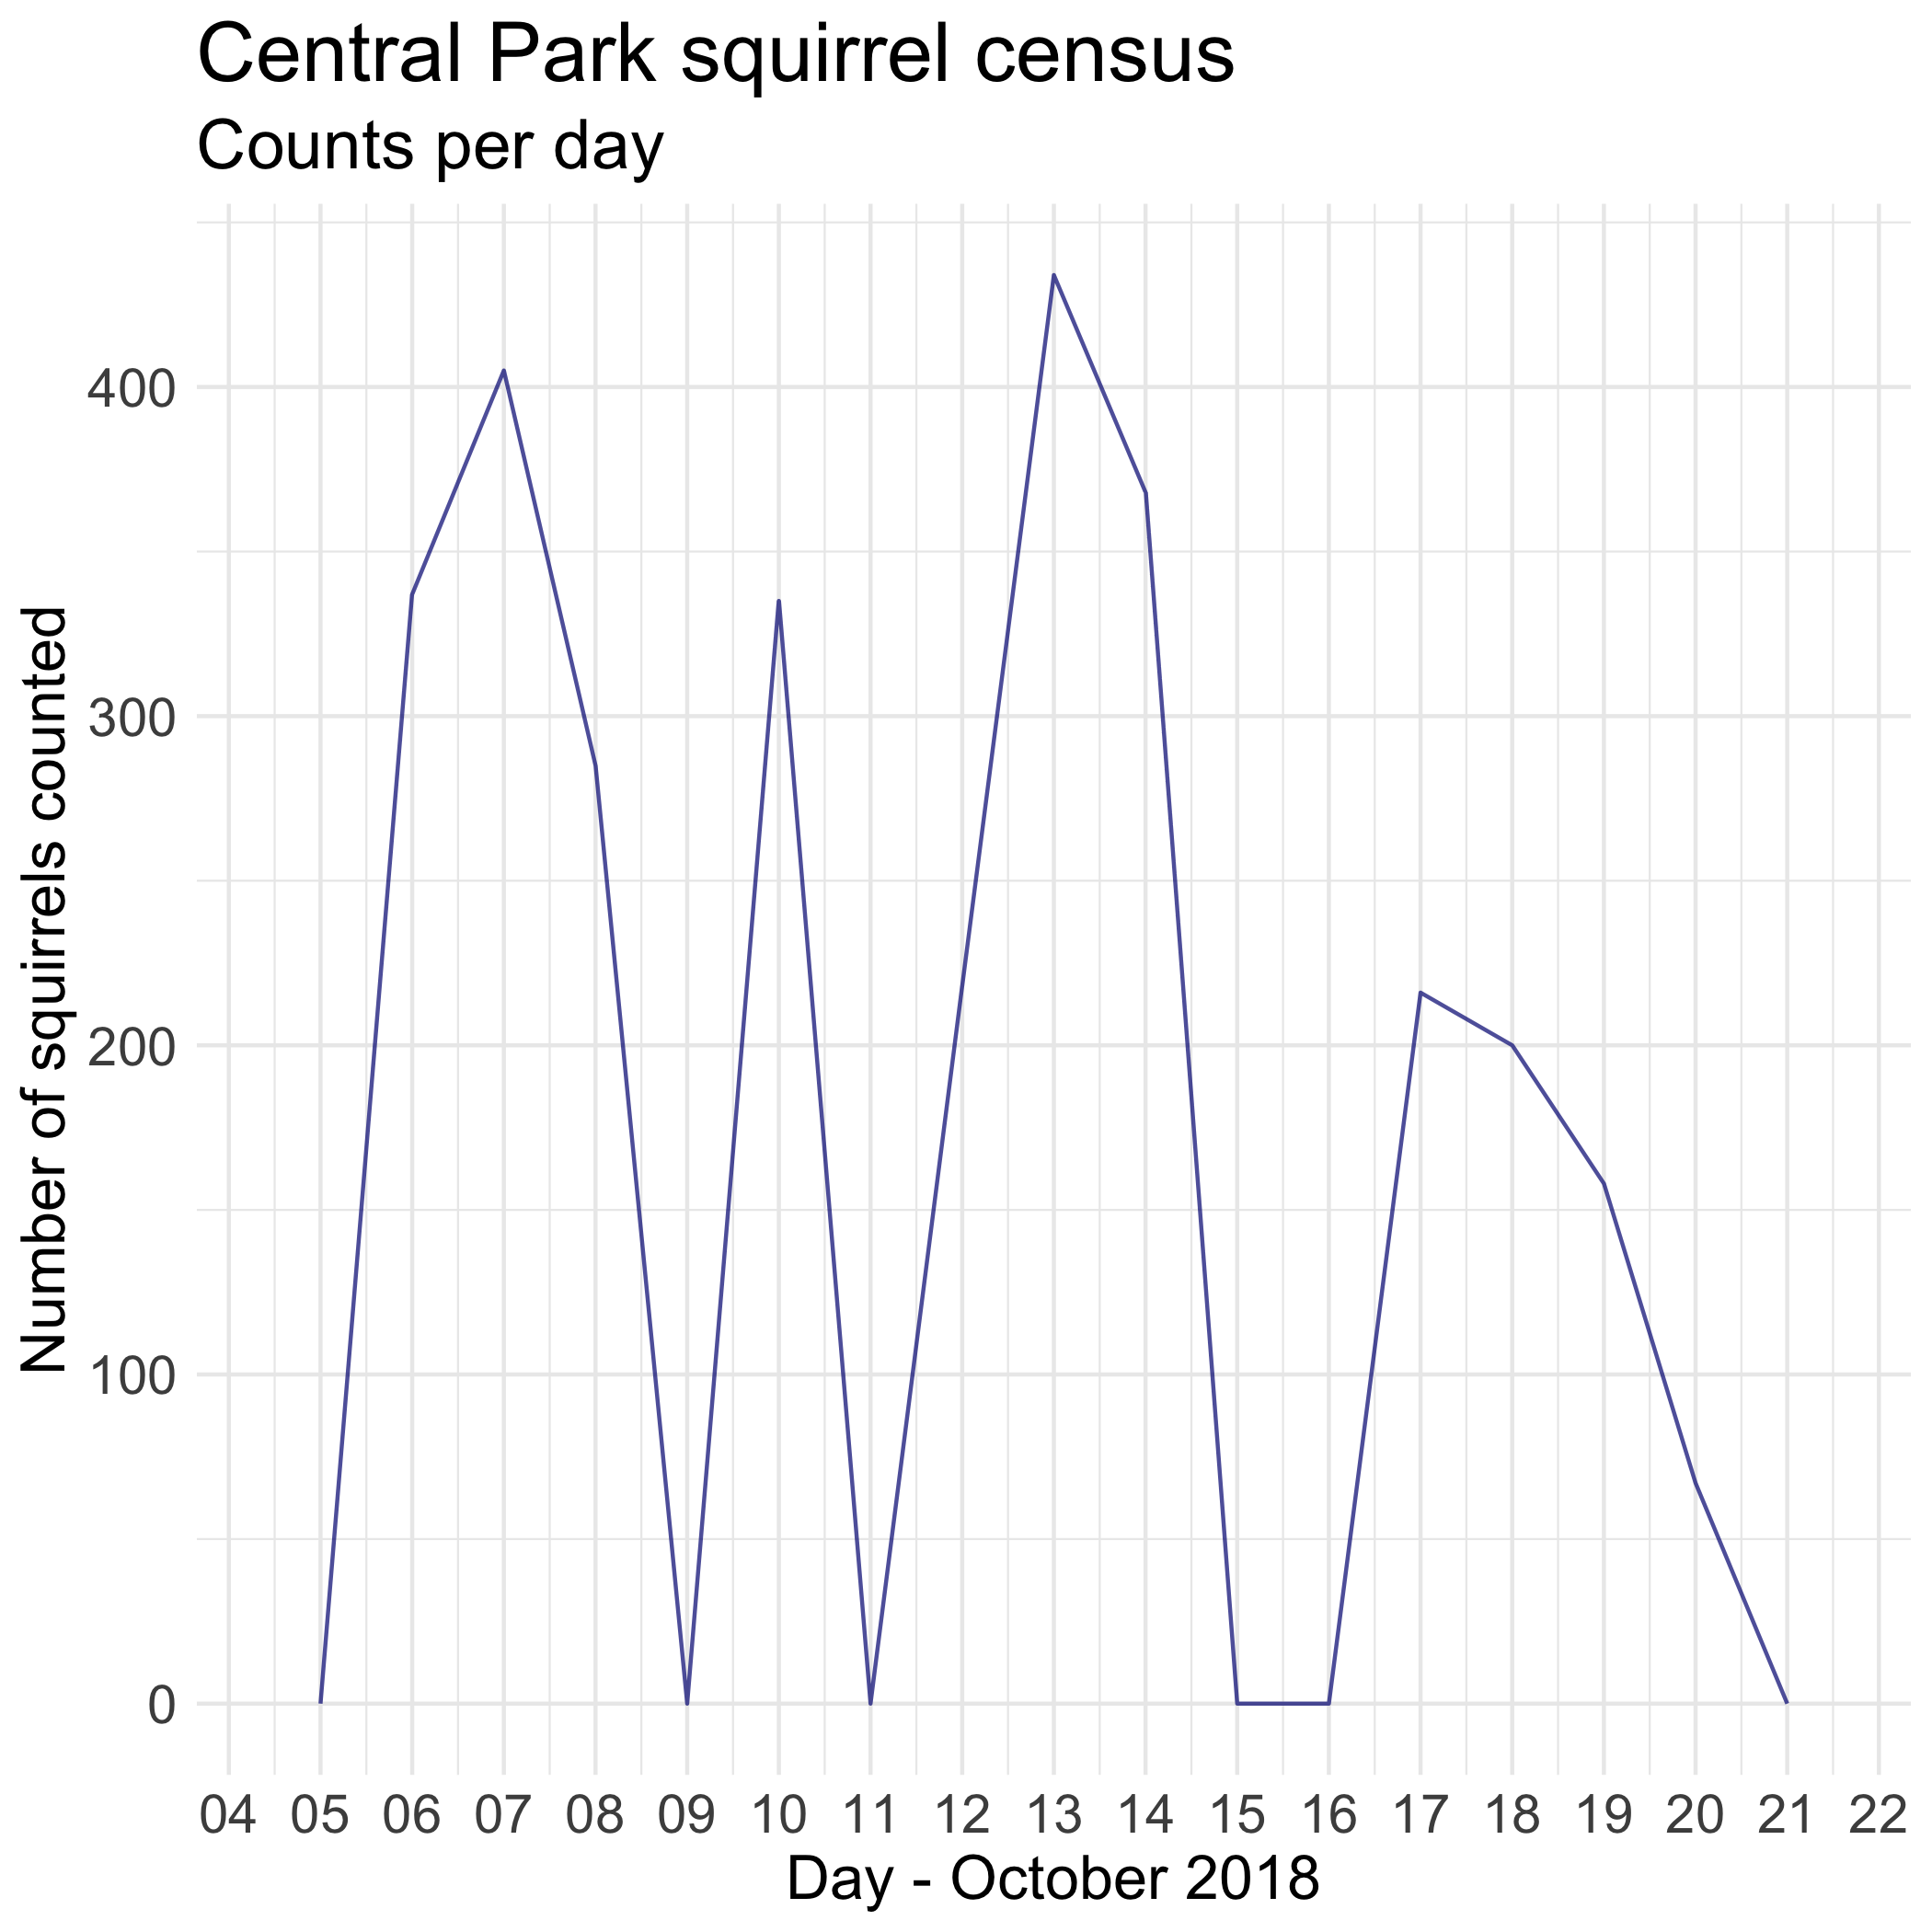 Central Park squirrel census
Counts per day
Number of squirrels counted
400
300
200
100
0
04 05 06 07 08 09 10 11 12 13 14 15 16 17 18 19 20 21 22
Day - October 2018